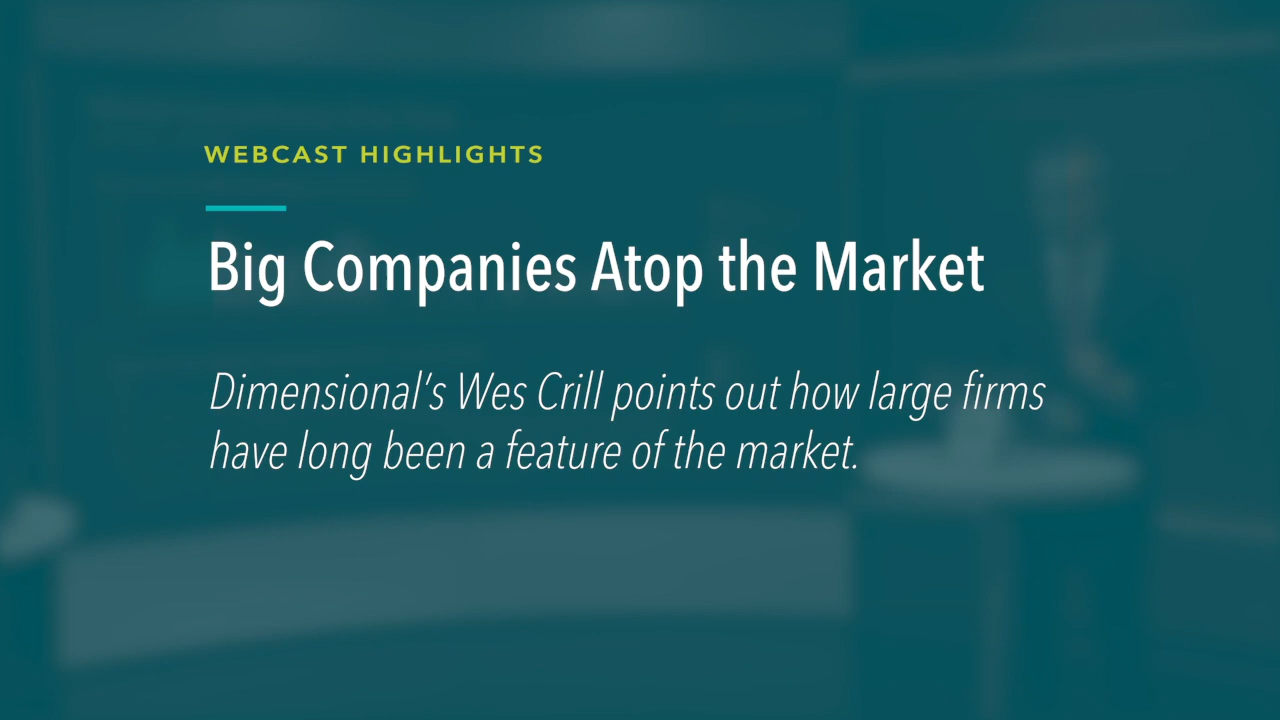 WEBCAST HIGHLIGHTS
Big Companies Atop the Market
Dimensional’s Wes Crill points out how large firms
have long been a feature of the market.